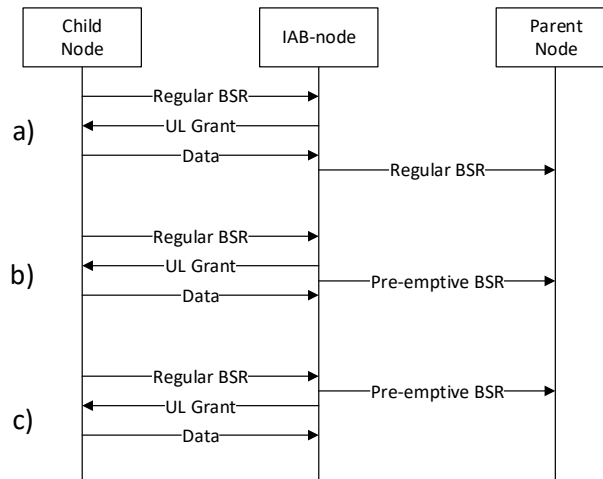 Child
Node
IAB-node
Parent
Node
Regular BSR
UL Grant
a)
Data
Regular BSR
Regular BSR
UL Grant
b)
Pre-emptive BSR
Data
Regular BSR
Pre-emptive BSR
UL Grant
c)
Data